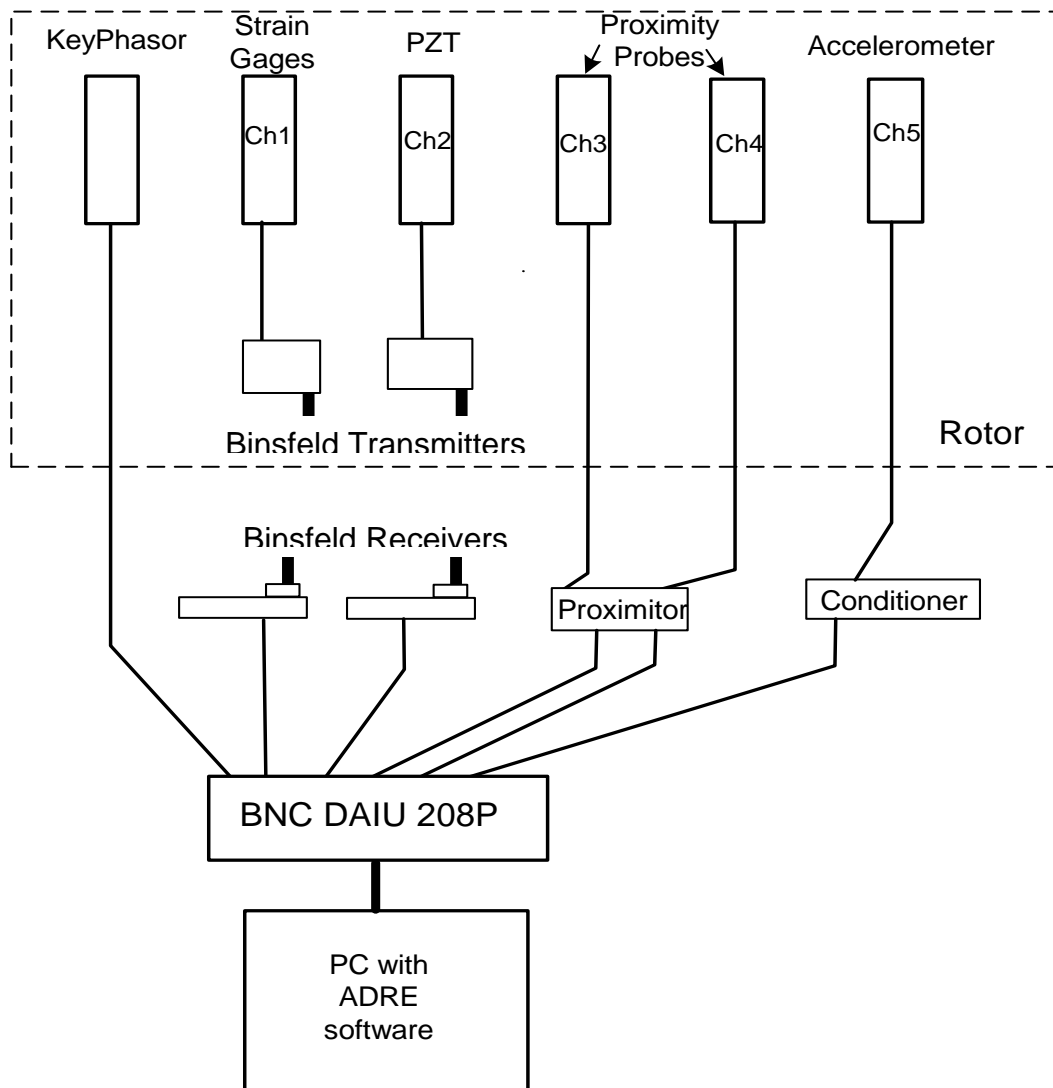 KeyPhasor
Strain
Gages
PZT
Proximity
Probes
Accelerometer
Ch1
Ch2
Ch3
Ch4
Ch5
Binsfeld Transmitters
Rotor
Binsfeld Receivers
Proximitor
Conditioner
BNC DAIU 208P
PC with
ADRE
software